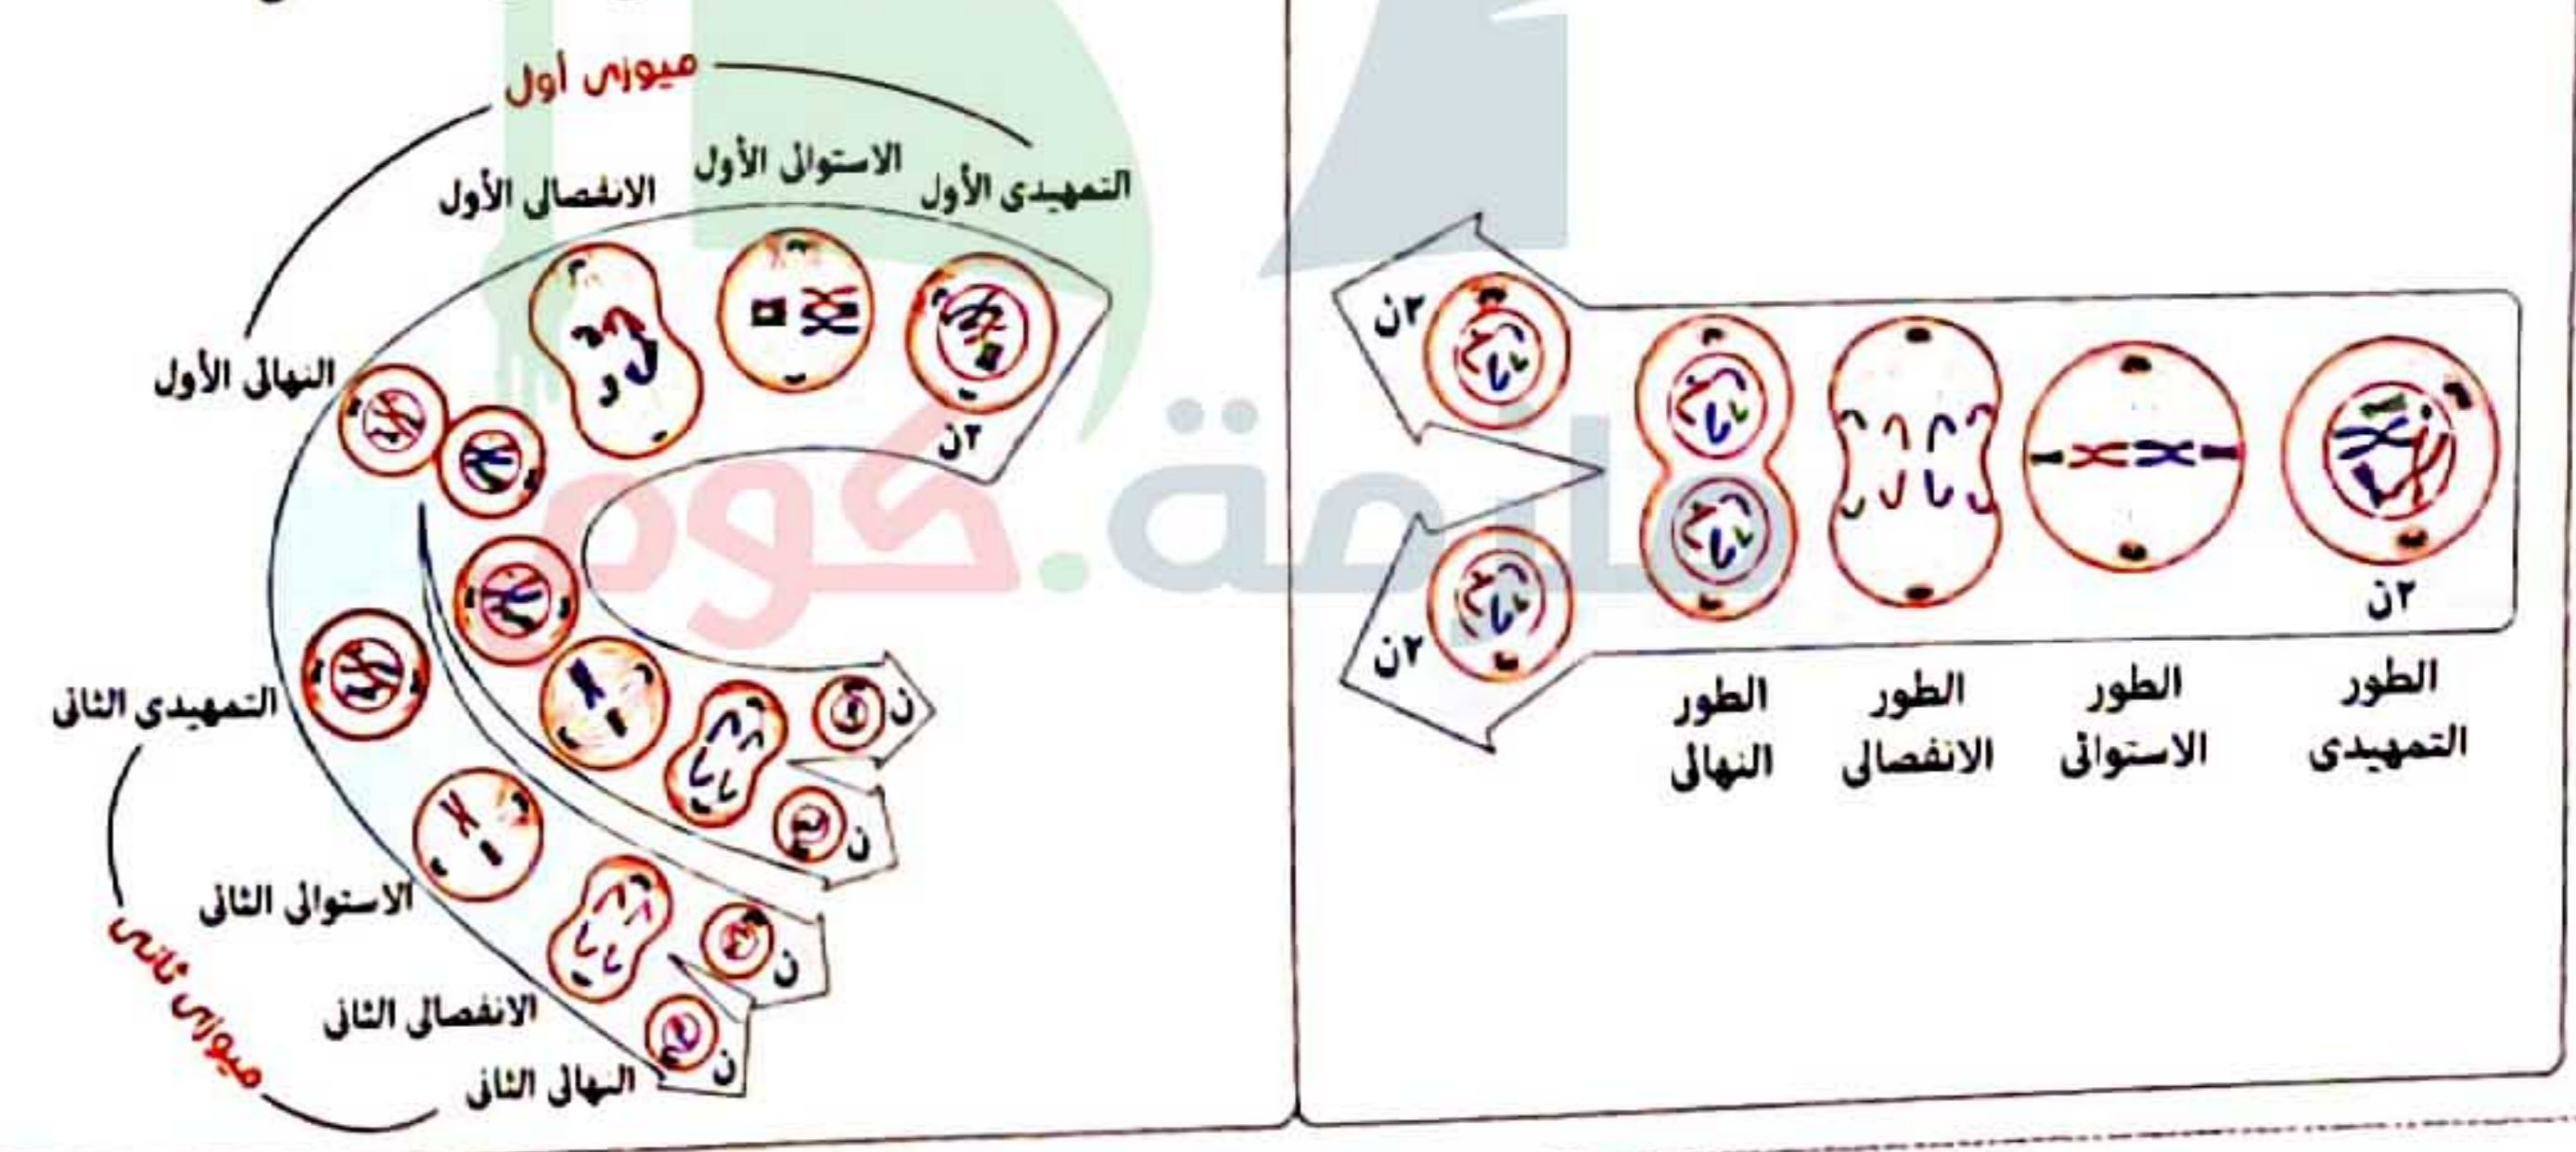 ٢ن
٢ن
٢ن
الطور
التمهيدى
الطور
الاستوائى
الطور
الانفصالى
الطور
النهائى
ميوزى أول
التمهيدى الأول
الاستوائى الأول
الانفصالى الأول
النهائى الأول
٢ن
التمهيدى الثانى
الاستوائى الثانى
الانفصالى الثانى
النهائى الثانى
ميوزى ثانى
ن
ن
ن
ن